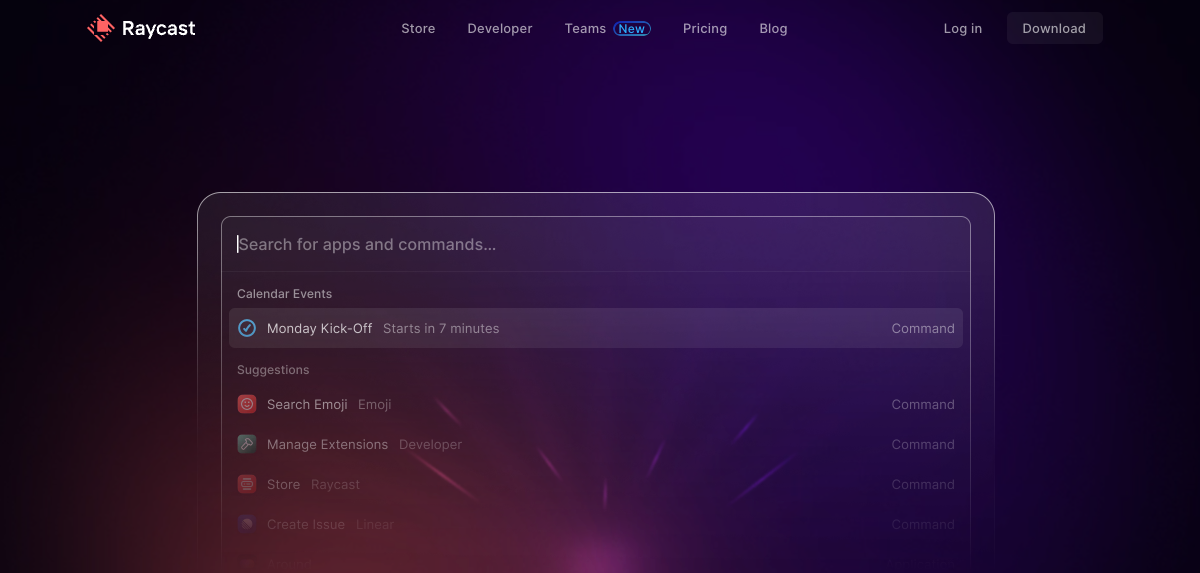 Raycast
Store Developer Teams New Pricing Blog Log in Download
Search for apps and commands...
Calendar Events
Monday Kick-Off Starts in 7 minutes Command
Suggestions
Search Emoji Emoji Command
Manage Extensions Developer Command
Store Raycast Command
Create Issue Linear Command